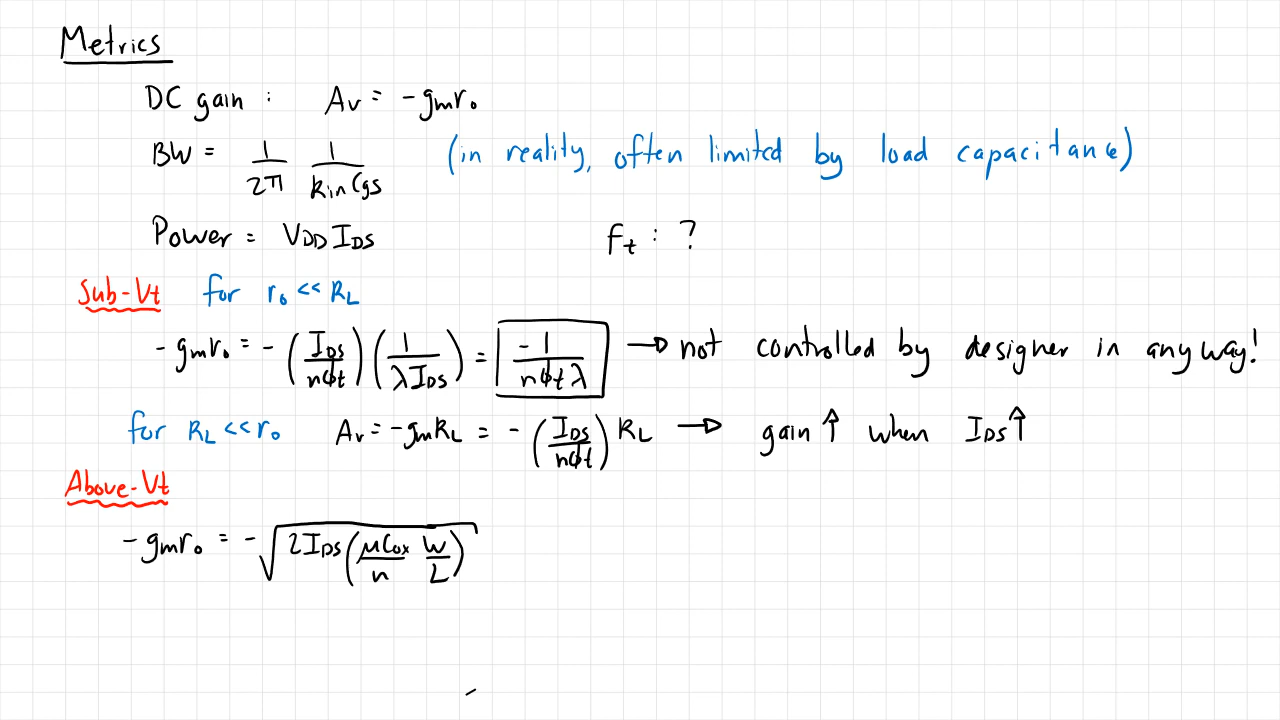 Metrics
DC gain : Av = -gmro
BW = 1/2π 1/RinCgs (in reality, often limited by load capacitance)
Power = VDD IDS ft : ?
Sub-Vt for ro << RL
-gmro = -(IDS/nϕt)(1/λIDS) = -1/nϕtλ → not controlled by designer in any way!
for RL << ro Av = -gmRL = -(IDS/nϕt) RL → gain ↑ when IDS ↑
Above-Vt
-gmro = -√2IDS(μCox/n W/L)